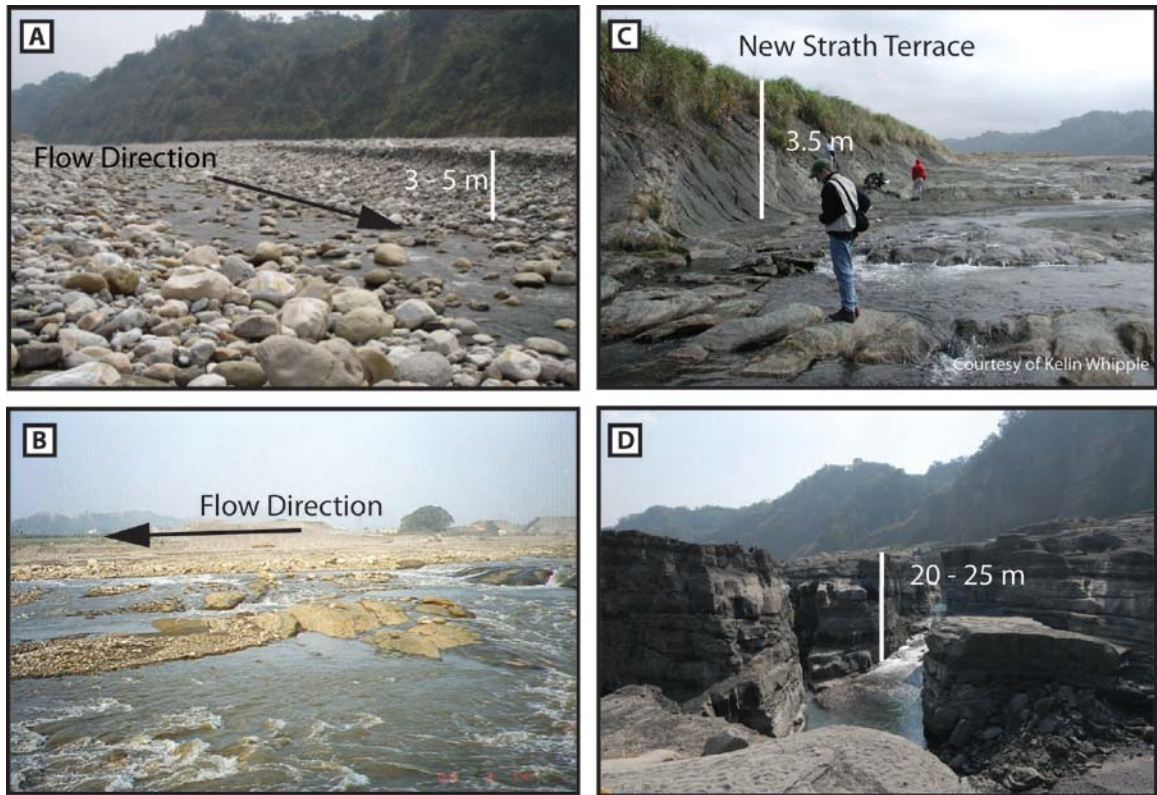 A
Flow Direction
3 - 5 m
B
Flow Direction
C
New Strath Terrace
3.5 m
Courtesy of Kelin Whipple
D
20 - 25 m